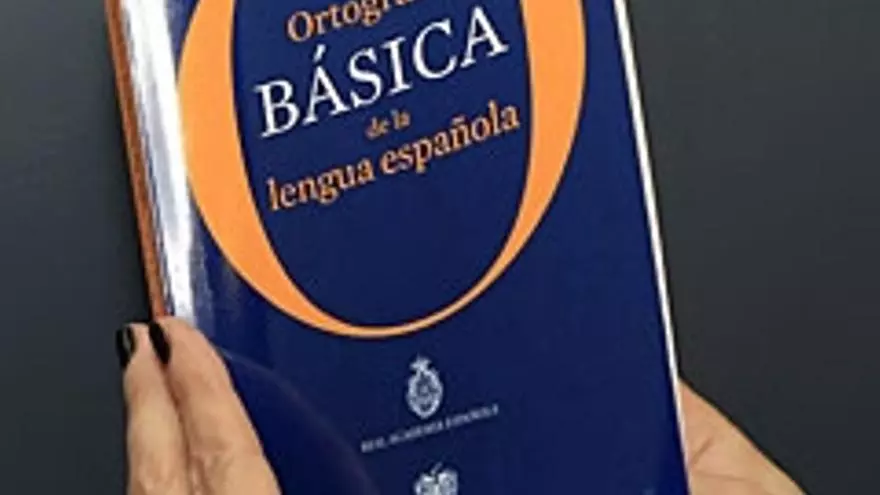 Ortogra
BÁSICA
de la
lengua española
REAL ACADEMIA ESPAÑOLA